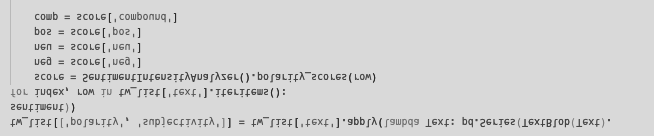 tw_list[['polarity', 'subjectivity']] = tw_list['text'].apply(lambda Text: pd.Series(TextBlob(Text).
sentiment))
for index, row in tw_list['text'].iteritems():
    score = SentimentIntensityAnalyzer().polarity_scores(row)
    neg = score['neg']
    neu = score['neu']
    pos = score['pos']
    comp = score['compound']